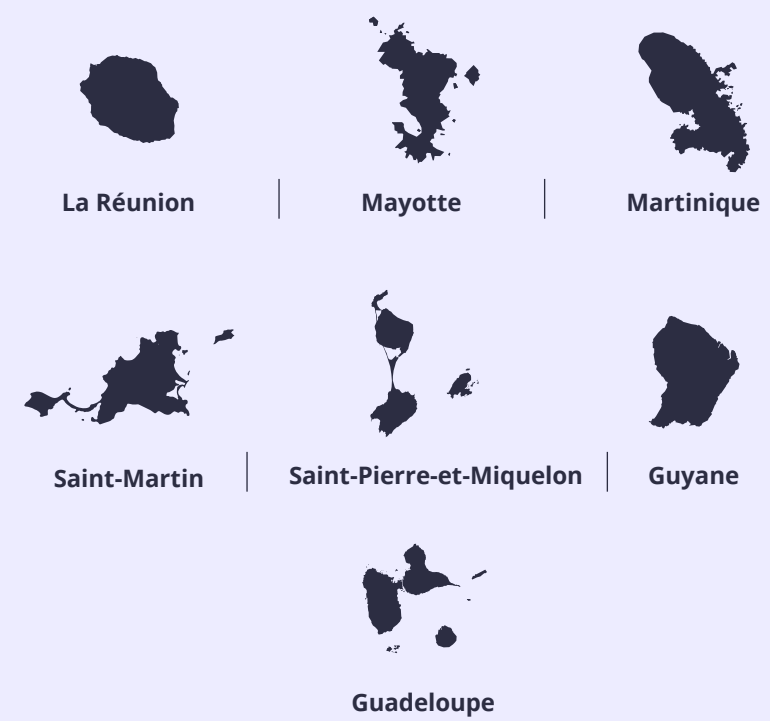 La Réunion
Mayotte
Martinique
Saint-Martin
Saint-Pierre-et-Miquelon
Guyane
Guadeloupe